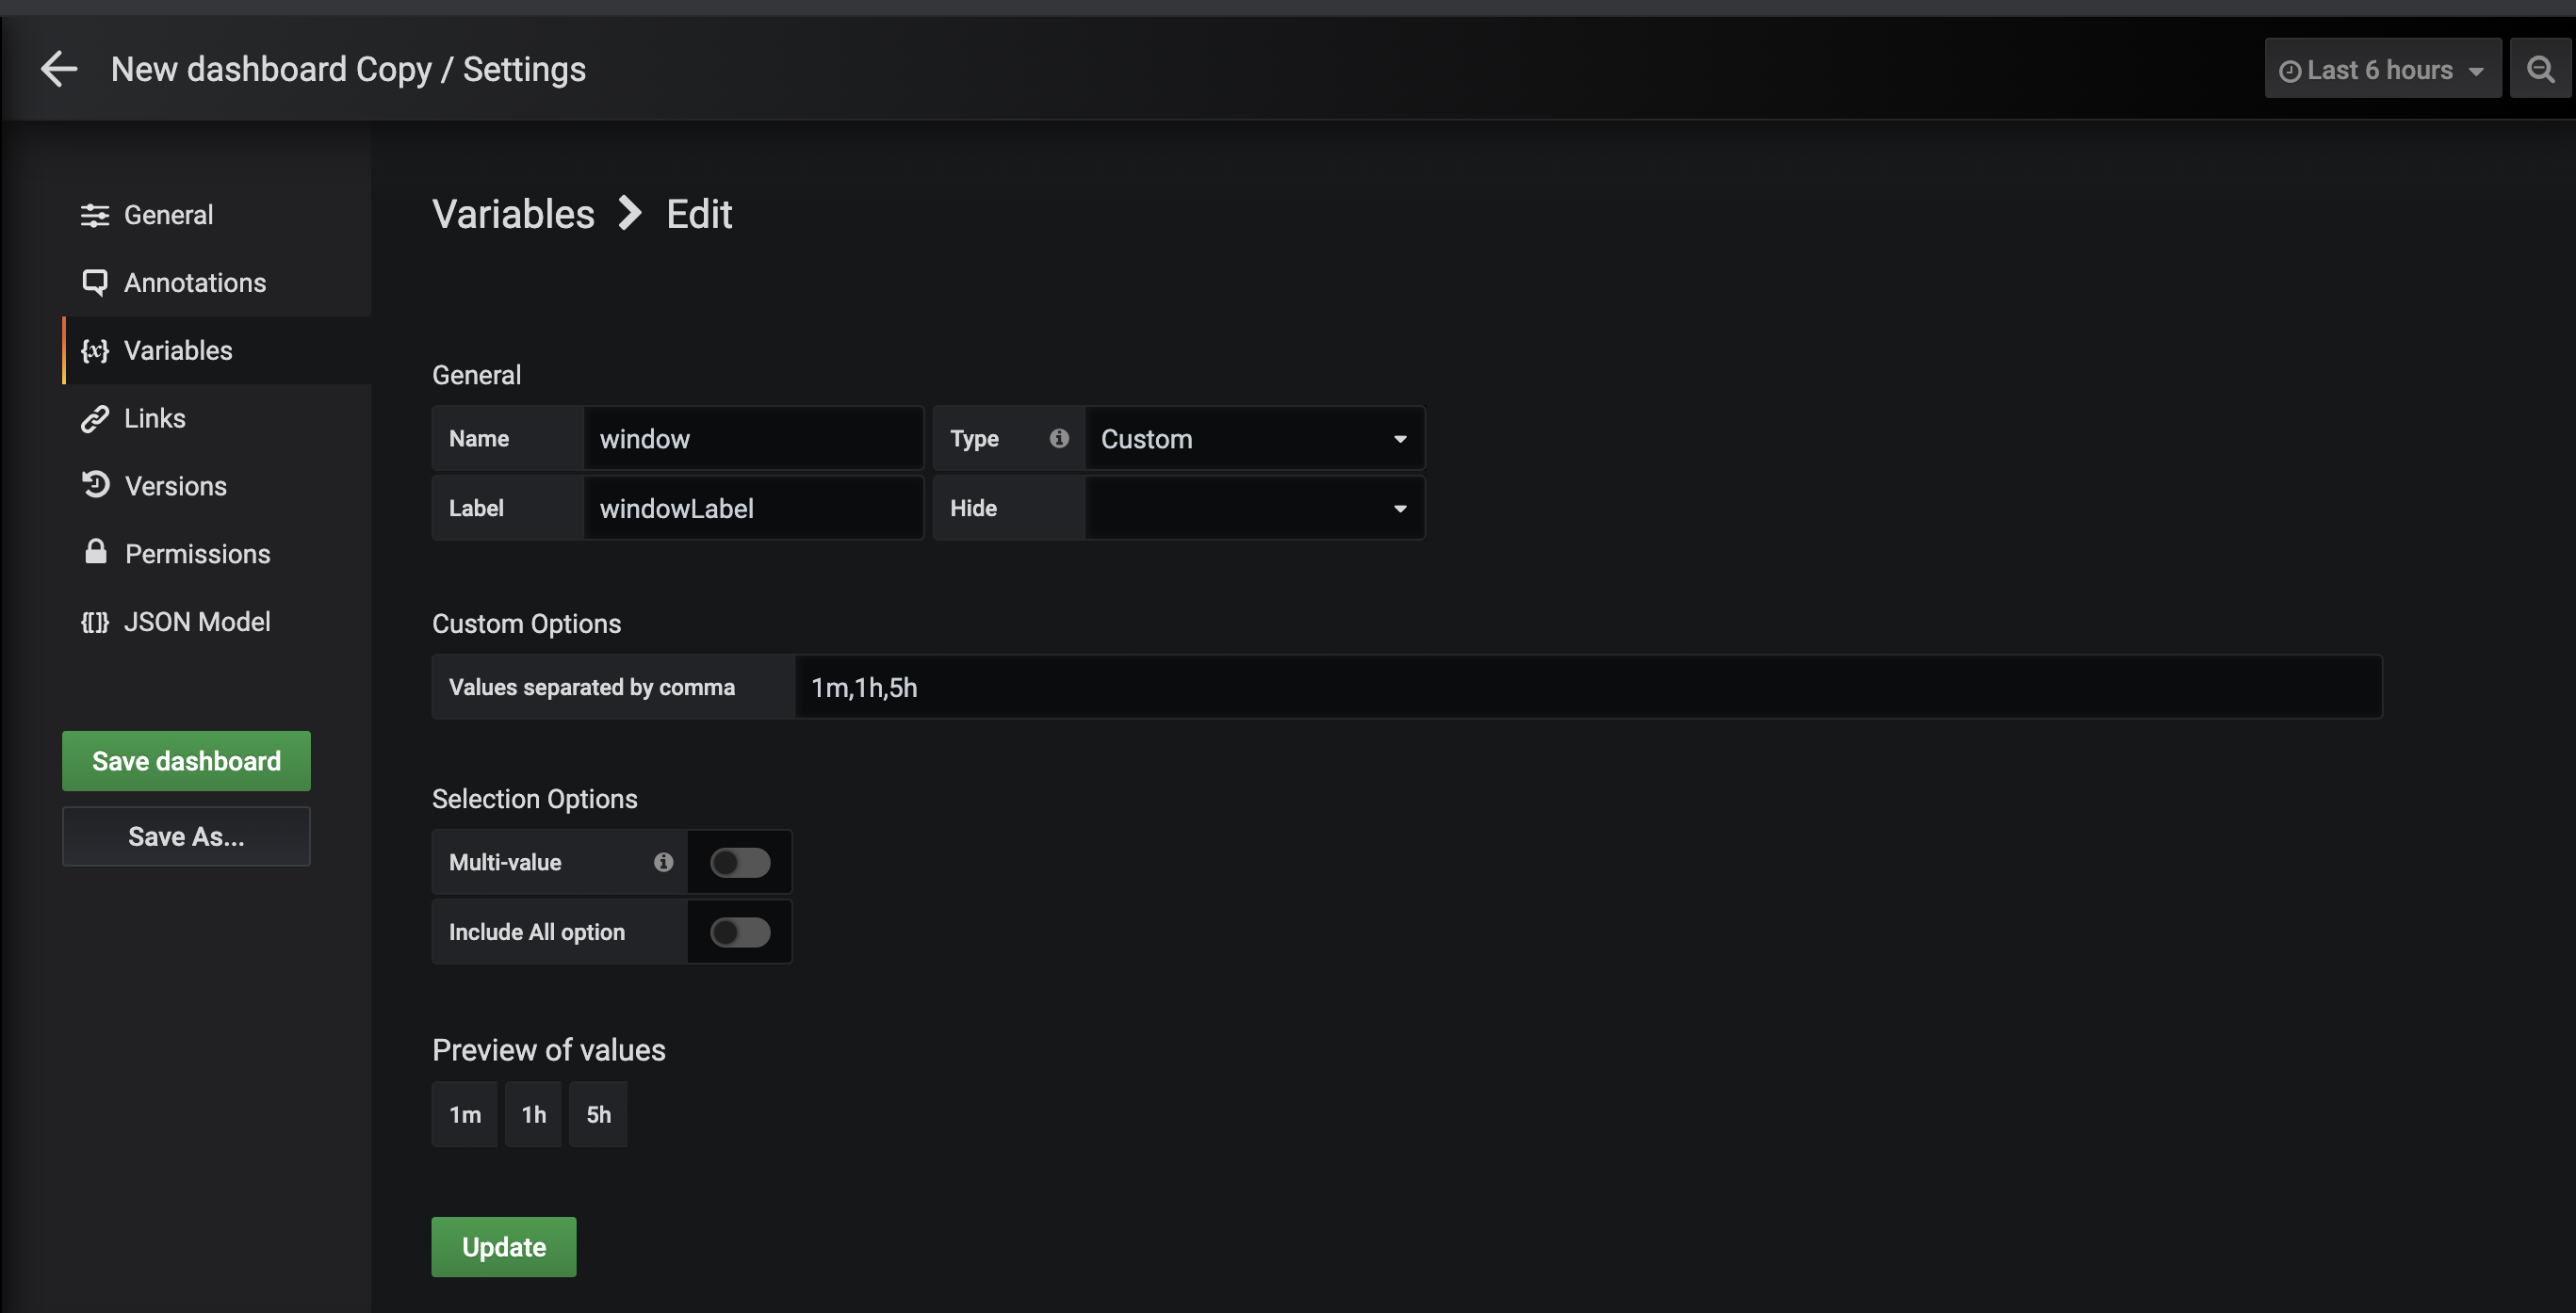 New dashboard Copy / Settings
Last 6 hours
General
Annotations
{x} Variables
Links
Versions
Permissions
{[]} JSON Model
Save dashboard
Save As...
Variables > Edit
General
Name window Type Custom
Label windowLabel Hide
Custom Options
Values separated by comma 1m,1h,5h
Selection Options
Multi-value
Include All option
Preview of values
1m 1h 5h
Update